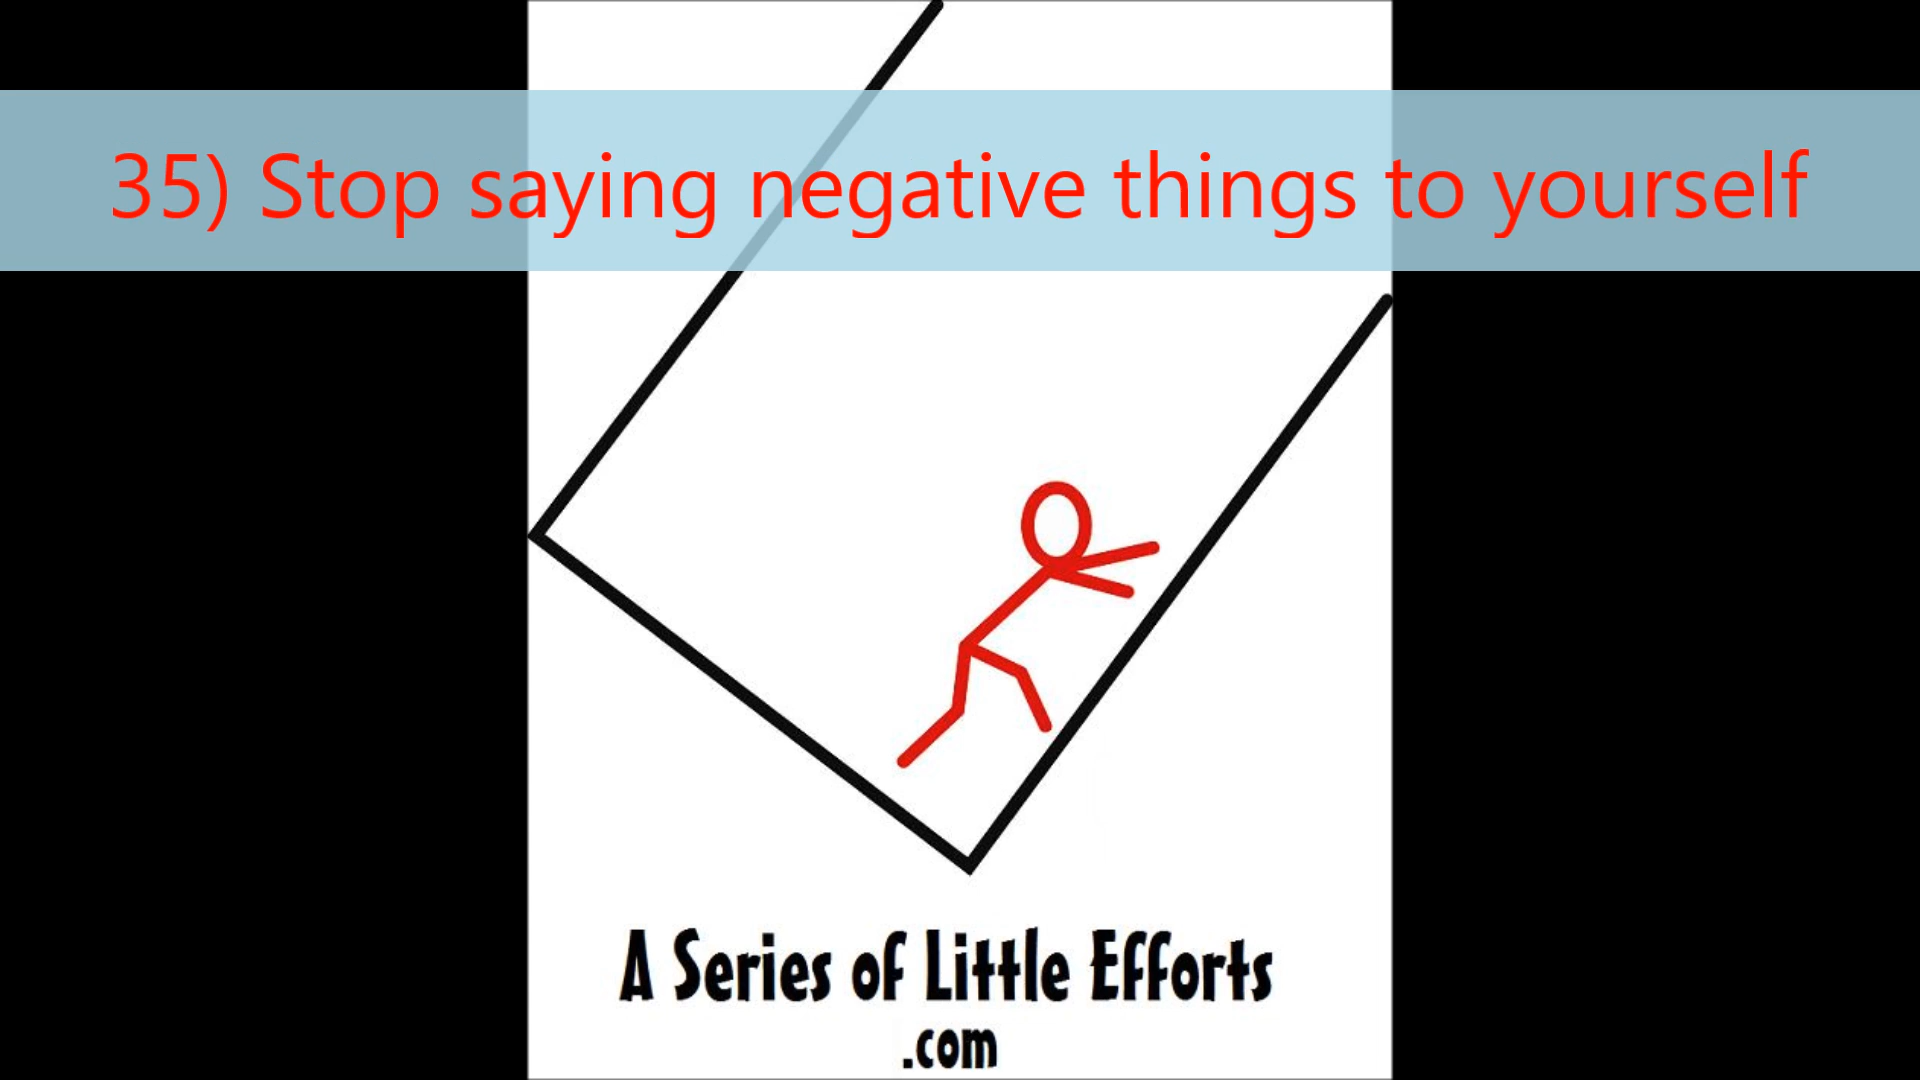 35) Stop saying negative things to yourself
A Series of Little Efforts
.com